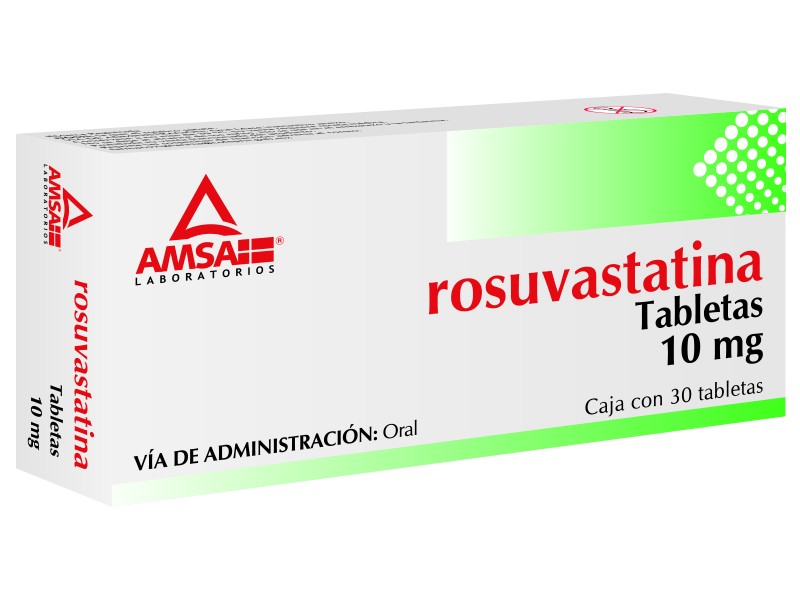 AMSA
LABORATORIOS
rosuvastatina
Tabletas
10 mg
AMSA®
LABORATORIOS
rosuvastatina
Tabletas
10 mg
Caja con 30 tabletas
VÍA DE ADMINISTRACIÓN: Oral